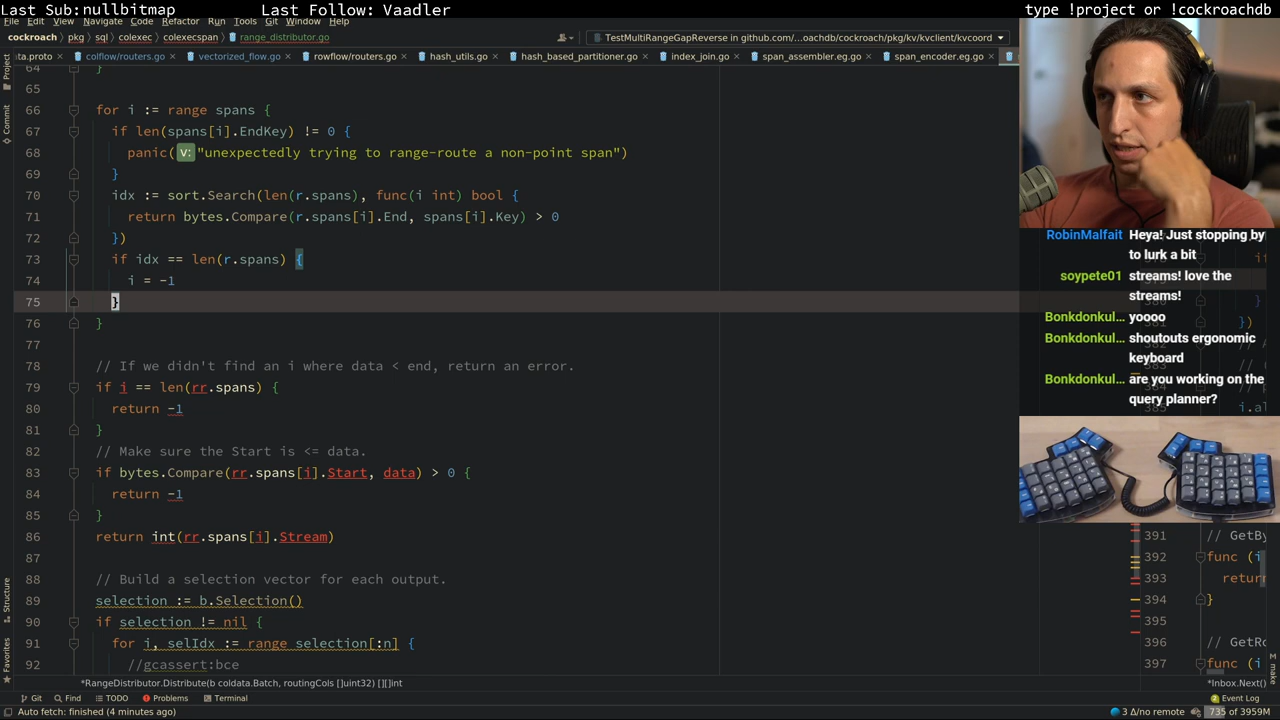 Last Sub:nullbitmap
Last Follow: Vaadler
type !project or !cockroachdb
File Edit View Navigate Code Refactor Run Tools Git Window Help
cockroach pkg sql colexec colexecspan range_distributor.go
TestMultiRangeGapReverse in github.com/...oachdb/cockroach/pkg/kv/kvclient/kvcoord
ta.proto colflow/routers.go vectorized_flow.go rowflow/routers.go hash_utils.go hash_based_partitioner.go index_join.go span_assembler.eg.go span_encoder.eg.go
64 }
65
66 for i := range spans {
67 if len(spans[i].EndKey) != 0 {
68 panic( v: "unexpectedly trying to range-route a non-point span")
69 }
70 idx := sort.Search(len(r.spans), func(i int) bool {
71 return bytes.Compare(r.spans[i].End, spans[i].Key) > 0
72 })
73 if idx == len(r.spans) {
74 i = -1
75 }
76 }
77
78 // If we didn't find an i where data < end, return an error.
79 if i == len(rr.spans) {
80 return -1
81 }
82 // Make sure the Start is <= data.
83 if bytes.Compare(rr.spans[i].Start, data) > 0 {
84 return -1
85 }
86 return int(rr.spans[i].Stream)
87
88 // Build a selection vector for each output.
89 selection := b.Selection()
90 if selection != nil {
91 for i, selIdx := range selection[:n] {
92 //gcassert:bce
*RangeDistributor.Distribute(b coldata.Batch, routingCols []uint32) [][]int
Git Find TODO Problems Terminal
Auto fetch: finished (4 minutes ago)
Project
Commit
Structure
Favorites
RobinMalfait Heya! Just stopping by
to lurk a bit
soypete01 streams! love the
streams!
Bonkdonkul... yoooo
Bonkdonkul... shoutouts ergonomic
keyboard
Bonkdonkul... are you working on the
query planner?
391 // GetBy
392 func (i
393 return
394 }
395
396 // GetRo
397 func (i
make
*Inbox.Next()
Event Log
3 Δ/no remote 735 of 3959M